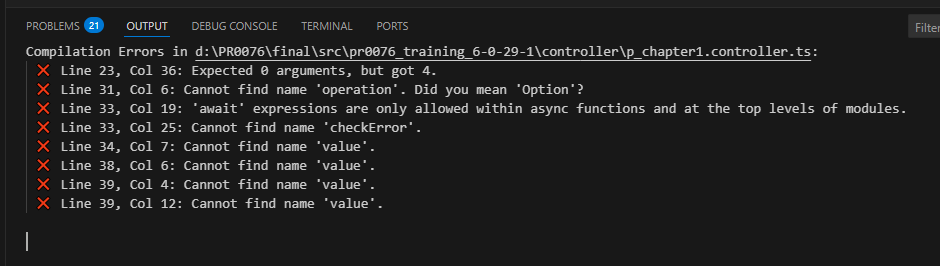 PROBLEMS 21 OUTPUT DEBUG CONSOLE TERMINAL PORTS Filter
Compilation Errors in d:\PR0076\final\src\pr0076_training_6-0-29-1\controller\p_chapter1.controller.ts:
❌ Line 23, Col 36: Expected 0 arguments, but got 4.
❌ Line 31, Col 6: Cannot find name 'operation'. Did you mean 'Option'?
❌ Line 33, Col 19: 'await' expressions are only allowed within async functions and at the top levels of modules.
❌ Line 33, Col 25: Cannot find name 'checkError'.
❌ Line 34, Col 7: Cannot find name 'value'.
❌ Line 38, Col 6: Cannot find name 'value'.
❌ Line 39, Col 4: Cannot find name 'value'.
❌ Line 39, Col 12: Cannot find name 'value'.